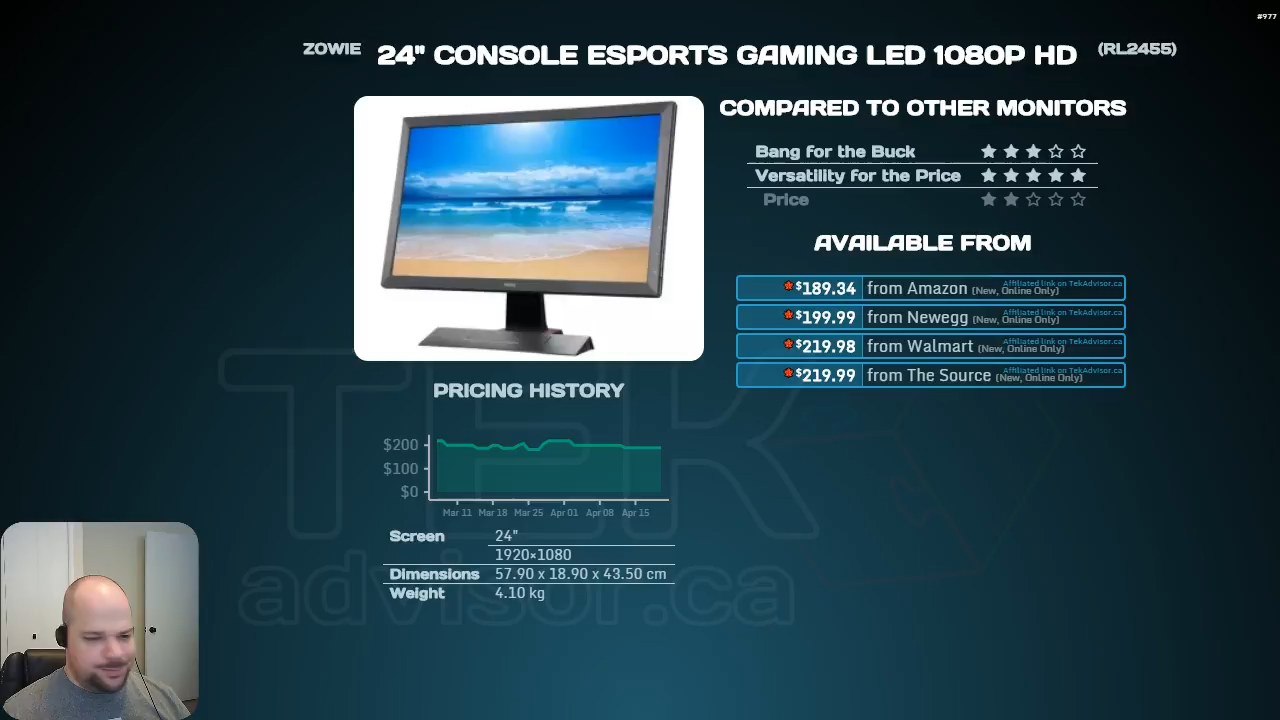 #977
ZOWIE 24" CONSOLE ESPORTS GAMING LED 1080P HD (RL2455)
COMPARED TO OTHER MONITORS
Bang for the Buck
Versatility for the Price
Price
AVAILABLE FROM
$189.34 from Amazon (New, Online Only) Affiliated link on TekAdvisor.ca
$199.99 from Newegg (New, Online Only) Affiliated link on TekAdvisor.ca
$219.98 from Walmart (New, Online Only) Affiliated link on TekAdvisor.ca
$219.99 from The Source (New, Online Only) Affiliated link on TekAdvisor.ca
PRICING HISTORY
$200
$100
$0
Mar 11 Mar 18 Mar 25 Apr 01 Apr 08 Apr 15
Screen 24"
1920×1080
Dimensions 57.90 x 18.90 x 43.50 cm
Weight 4.10 kg
TEK
advisor.ca